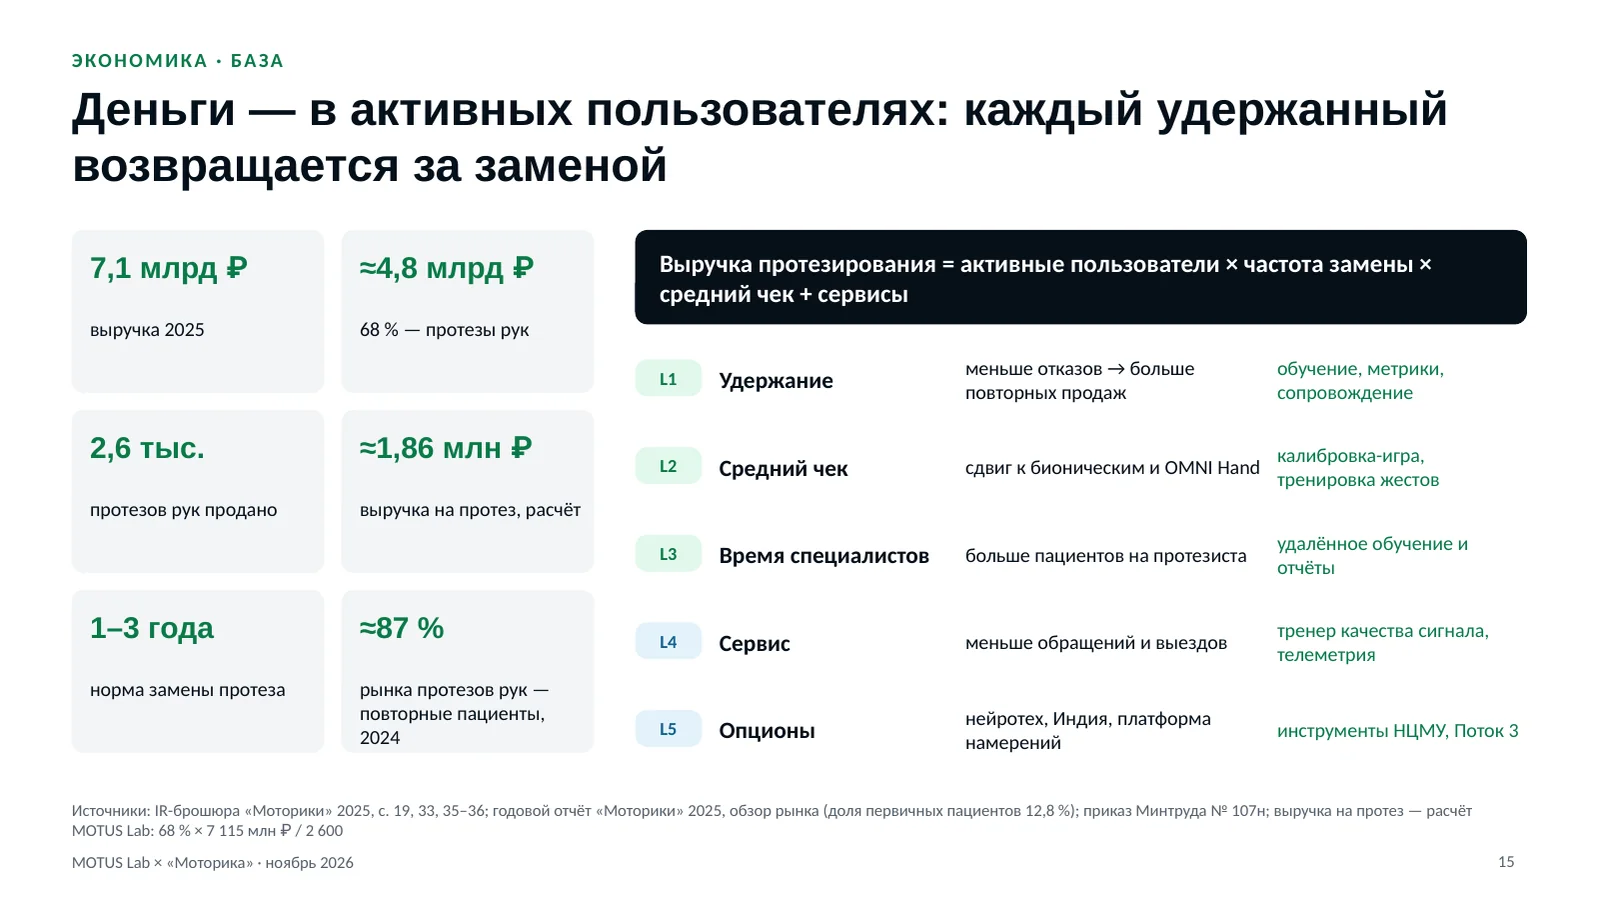 ЭКОНОМИКА · БАЗА
Деньги — в активных пользователях: каждый удержанный
возвращается за заменой
7,1 млрд ₽
выручка 2025
≈4,8 млрд ₽
68 % — протезы рук
2,6 тыс.
протезов рук продано
≈1,86 млн ₽
выручка на протез, расчёт
1–3 года
норма замены протеза
≈87 %
рынка протезов рук —
повторные пациенты,
2024
Выручка протезирования = активные пользователи × частота замены ×
средний чек + сервисы
L1
Удержание
меньше отказов → больше
повторных продаж
обучение, метрики,
сопровождение
L2
Средний чек
сдвиг к бионическим и OMNI Hand
калибровка-игра,
тренировка жестов
L3
Время специалистов
больше пациентов на протезиста
удалённое обучение и
отчёты
L4
Сервис
меньше обращений и выездов
тренер качества сигнала,
телеметрия
L5
Опционы
нейротех, Индия, платформа
намерений
инструменты НЦМУ, Поток 3
Источники: IR-брошюра «Моторики» 2025, с. 19, 33, 35–36; годовой отчёт «Моторики» 2025, обзор рынка (доля первичных пациентов 12,8 %); приказ Минтруда № 107н; выручка на протез — расчёт
MOTUS Lab: 68 % × 7 115 млн ₽ / 2 600
MOTUS Lab × «Моторика» · ноябрь 2026
15